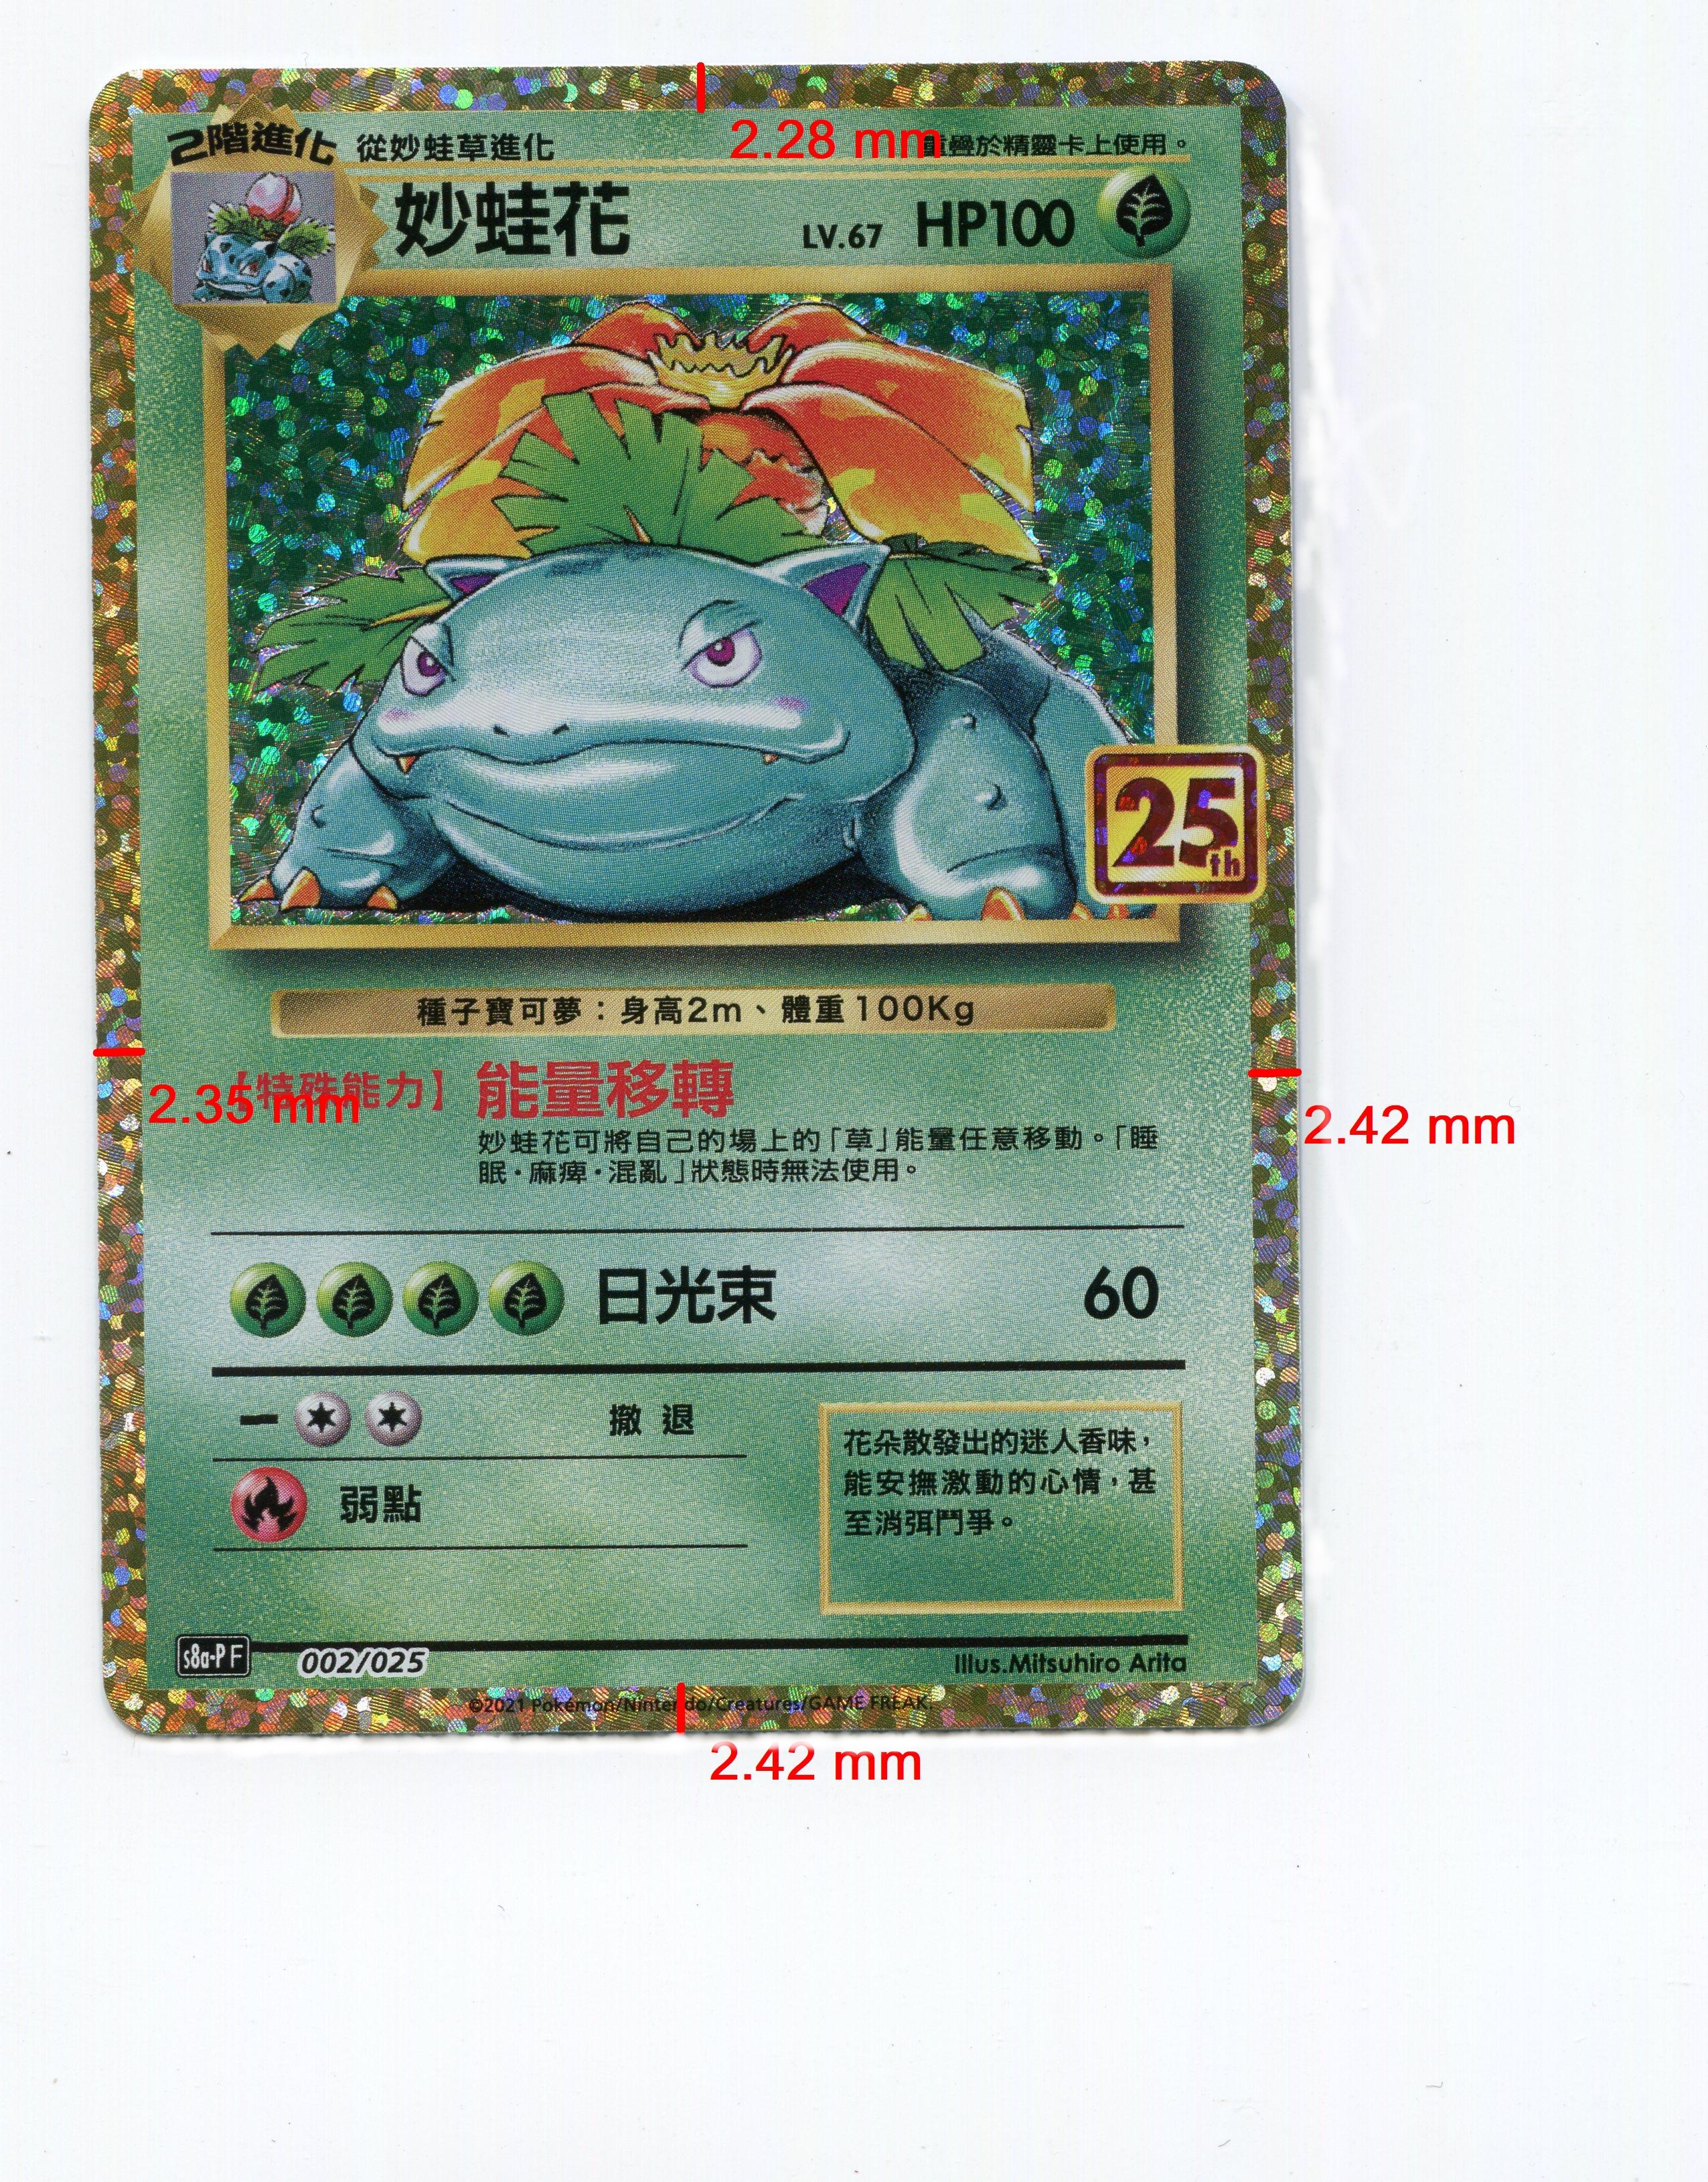 2階進化 從妙蛙草進化 重疊於精靈卡上使用。
2.28 mm
妙蛙花 LV.67 HP100
25th
種子寶可夢：身高2m、體重100Kg
【特殊能力】 能量移轉
2.35 mm
2.42 mm
妙蛙花可將自己的場上的「草」能量任意移動。「睡
眠·麻痺·混亂」狀態時無法使用。
日光束 60
撤 退
弱點
花朵散發出的迷人香味，
能安撫激動的心情，甚
至消弭鬥爭。
s8a-P F 002/025 Illus.Mitsuhiro Arita
©2021 Pokémon/Nintendo/Creatures/GAME FREAK.
2.42 mm